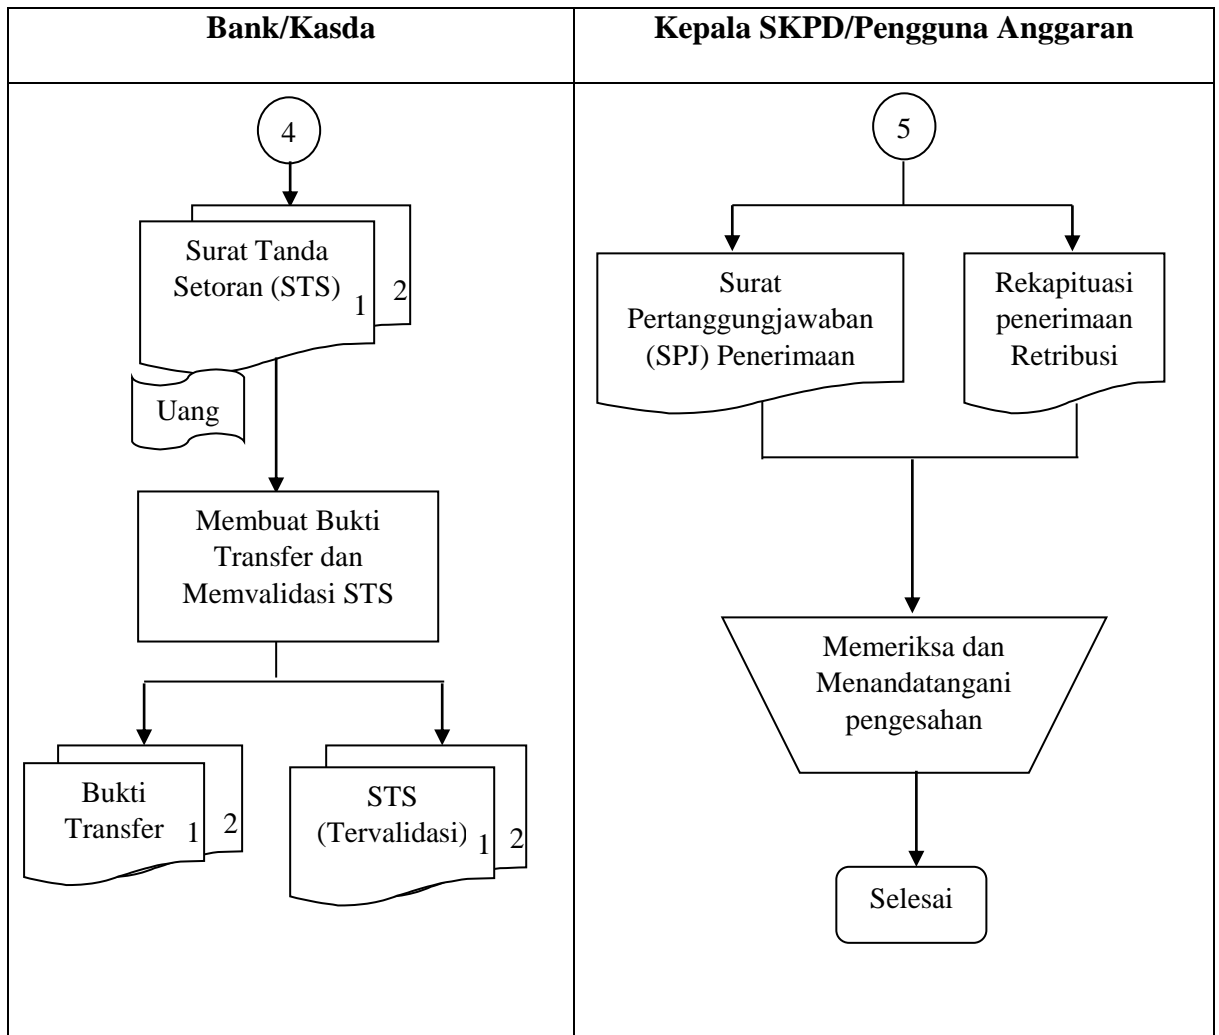 Bank/Kasda
Kepala SKPD/Pengguna Anggaran
4
Surat Tanda
Setoran (STS)
1
2
Uang
Membuat Bukti
Transfer dan
Memvalidasi STS
Bukti
Transfer
1
2
STS
(Tervalidasi)
1
2
5
Surat
Pertanggungjawaban
(SPJ) Penerimaan
Rekapituasi
penerimaan
Retribusi
Memeriksa dan
Menandatangani
pengesahan
Selesai